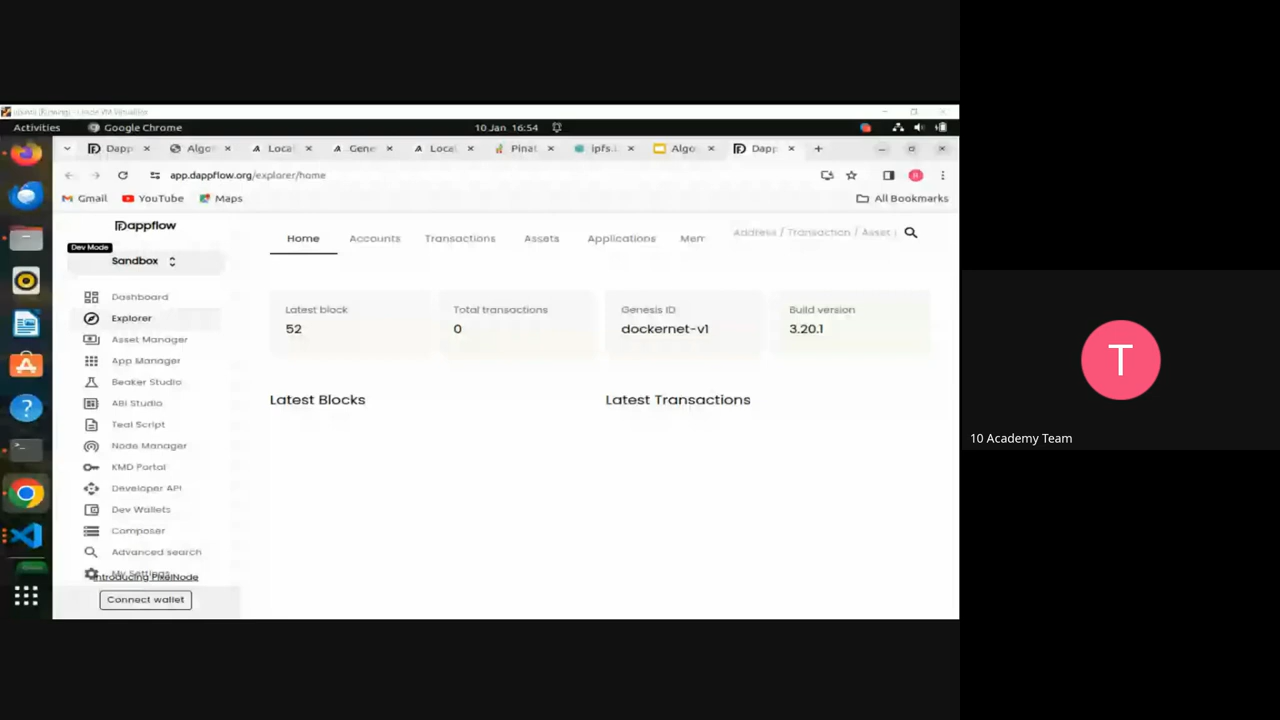 Activities
Google Chrome
10 Jan 16:54
Dapp
Algo
Loca
Gene
Loca
Pinat
ipfs.i
Algo
Dapp
app.dappflow.org/explorer/home
Gmail
YouTube
Maps
All Bookmarks
Dappflow
Dev Mode
Sandbox
Home
Accounts
Transactions
Assets
Applications
Mem
Address / Transaction / Asset
Dashboard
Explorer
Asset Manager
App Manager
Beaker Studio
ABI Studio
Teal Script
Node Manager
KMD Portal
Developer API
Dev Wallets
Composer
Advanced search
My Settings
Introducing PixelNode
Connect wallet
Latest block
52
Total transactions
0
Genesis ID
dockernet-v1
Build version
3.20.1
Latest Blocks
Latest Transactions
T
10 Academy Team